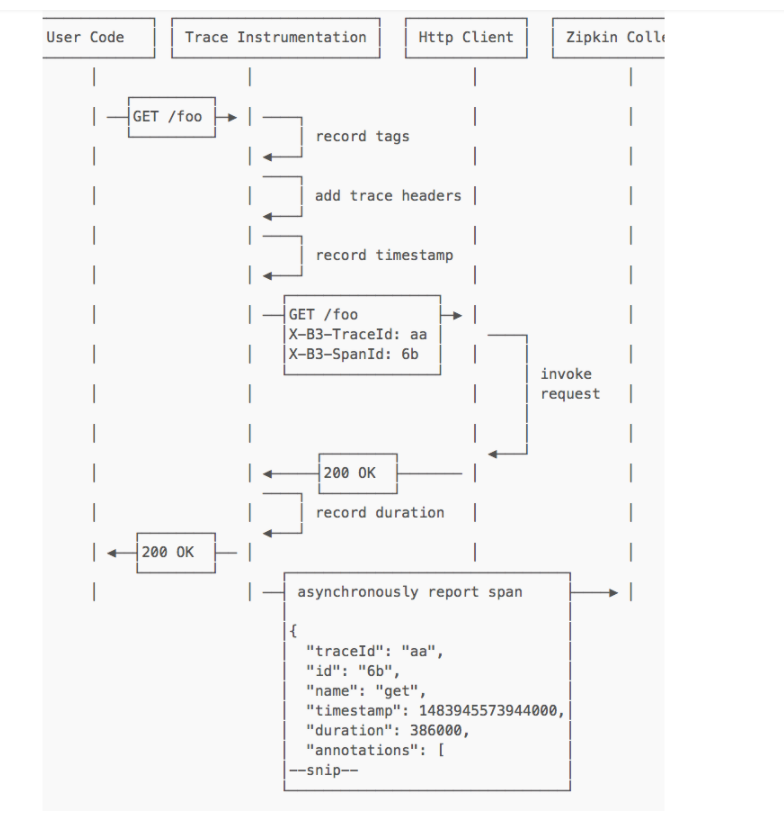 User Code
Trace Instrumentation
Http Client
Zipkin Colle
GET /foo
record tags
add trace headers
record timestamp
GET /foo
X-B3-TraceId: aa
X-B3-SpanId: 6b
invoke
request
200 OK
record duration
200 OK
asynchronously report span
{
"traceId": "aa",
"id": "6b",
"name": "get",
"timestamp": 1483945573944000,
"duration": 386000,
"annotations": [
--snip--